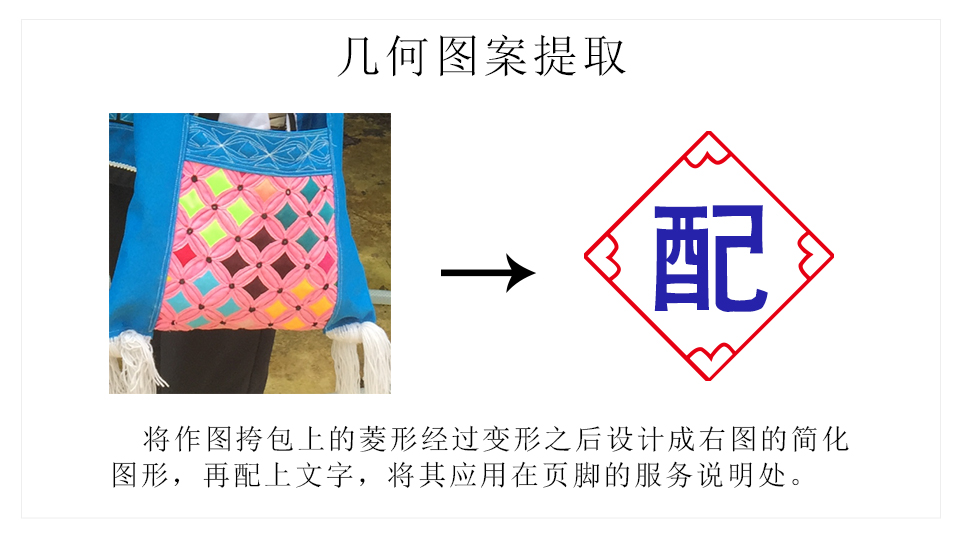 几何图案提取
配
将作图挎包上的菱形经过变形之后设计成右图的简化
图形，再配上文字，将其应用在页脚的服务说明处。